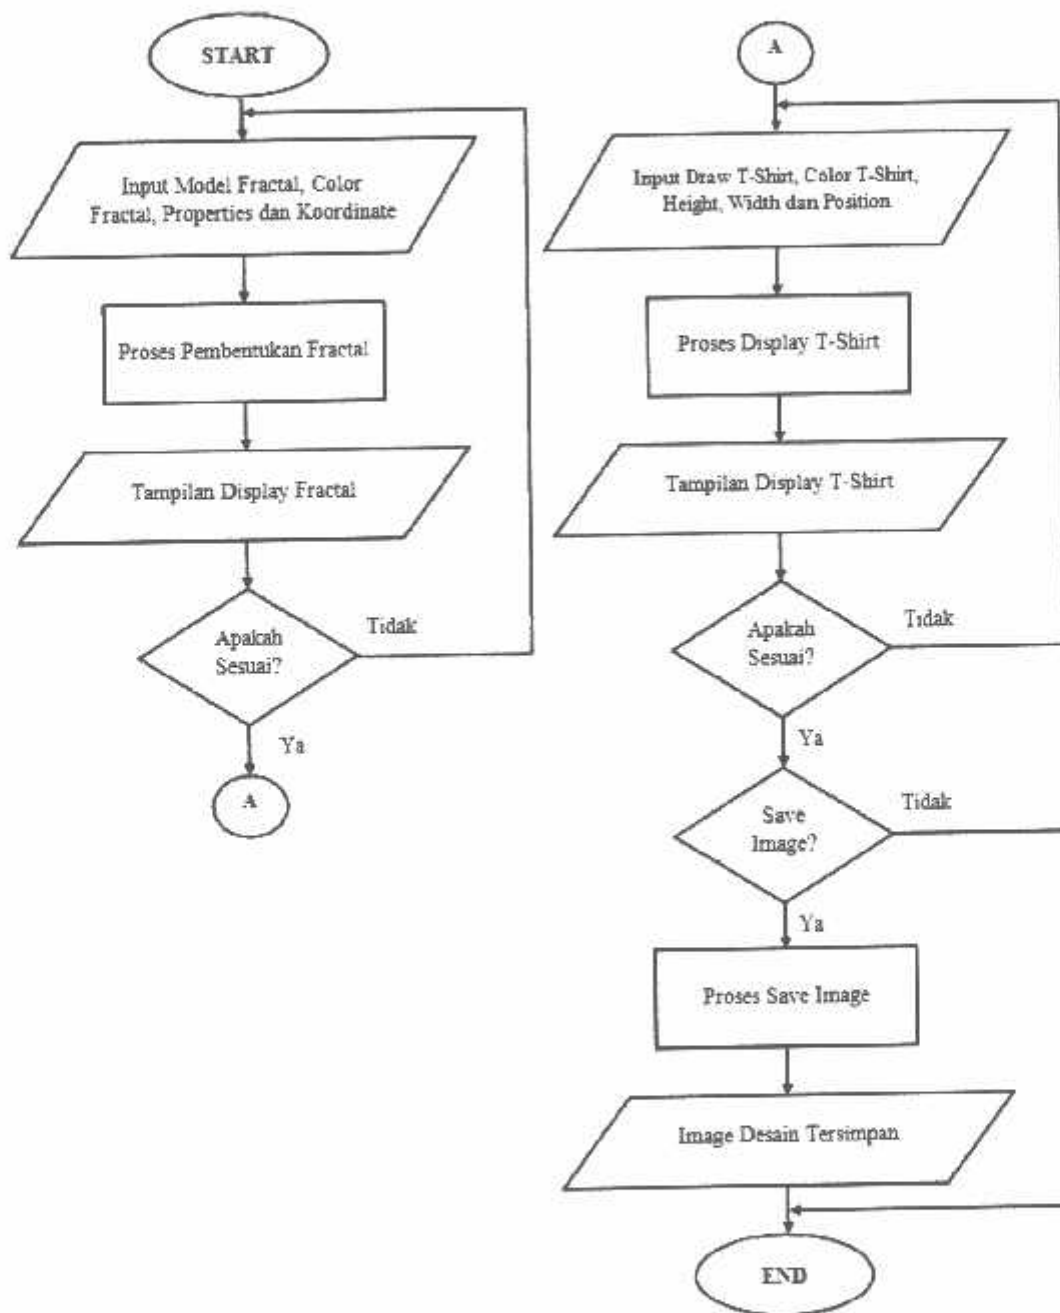 START
Input Model Fractal, Color
Fractal, Properties dan Koordinate
Proses Pembentukan Fractal
Tampilan Display Fractal
Apakah
Sesuai?
Tidak
Ya
A
A
Input Draw T-Shirt, Color T-Shirt,
Height, Width dan Position
Proses Display T-Shirt
Tampilan Display T-Shirt
Apakah
Sesuai?
Tidak
Ya
Save
Image?
Tidak
Ya
Proses Save Image
Image Desain Tersimpan
END